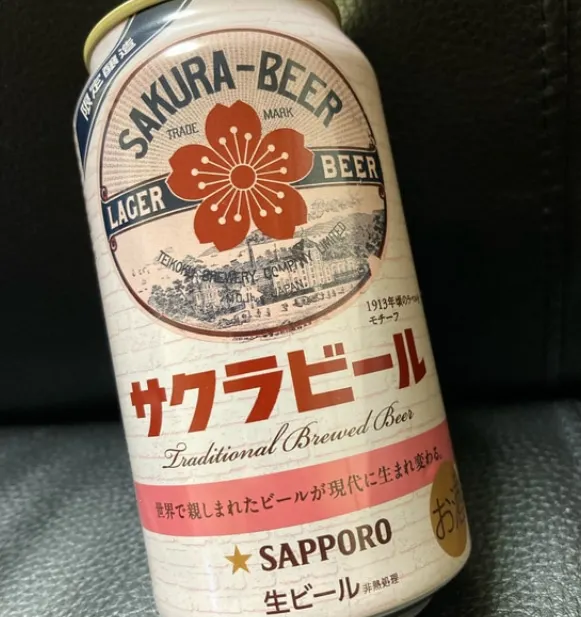 限定醸造
SAKURA-BEER
TRADE MARK
LAGER BEER
TEIKOKU BREWERY COMPANY LIMITED
MOJI, JAPAN.
1913年頃のラベル
モチーフ
サクラビール
Traditional Brewed Beer
世界で親しまれたビールが現代に生まれ変わる。
お酒
★ SAPPORO
生ビール 非熱処理